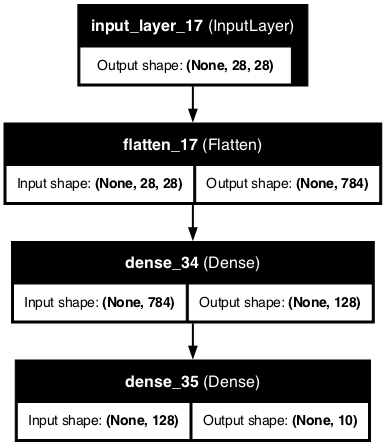 input_layer_17 (InputLayer)
Output shape: (None, 28, 28)
flatten_17 (Flatten)
Input shape: (None, 28, 28) Output shape: (None, 784)
dense_34 (Dense)
Input shape: (None, 784) Output shape: (None, 128)
dense_35 (Dense)
Input shape: (None, 128) Output shape: (None, 10)